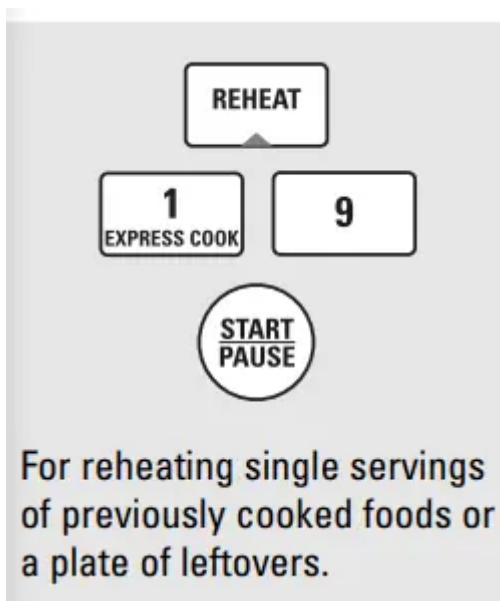 REHEAT
1 9
EXPRESS COOK
START
PAUSE
For reheating single servings
of previously cooked foods or
a plate of leftovers.